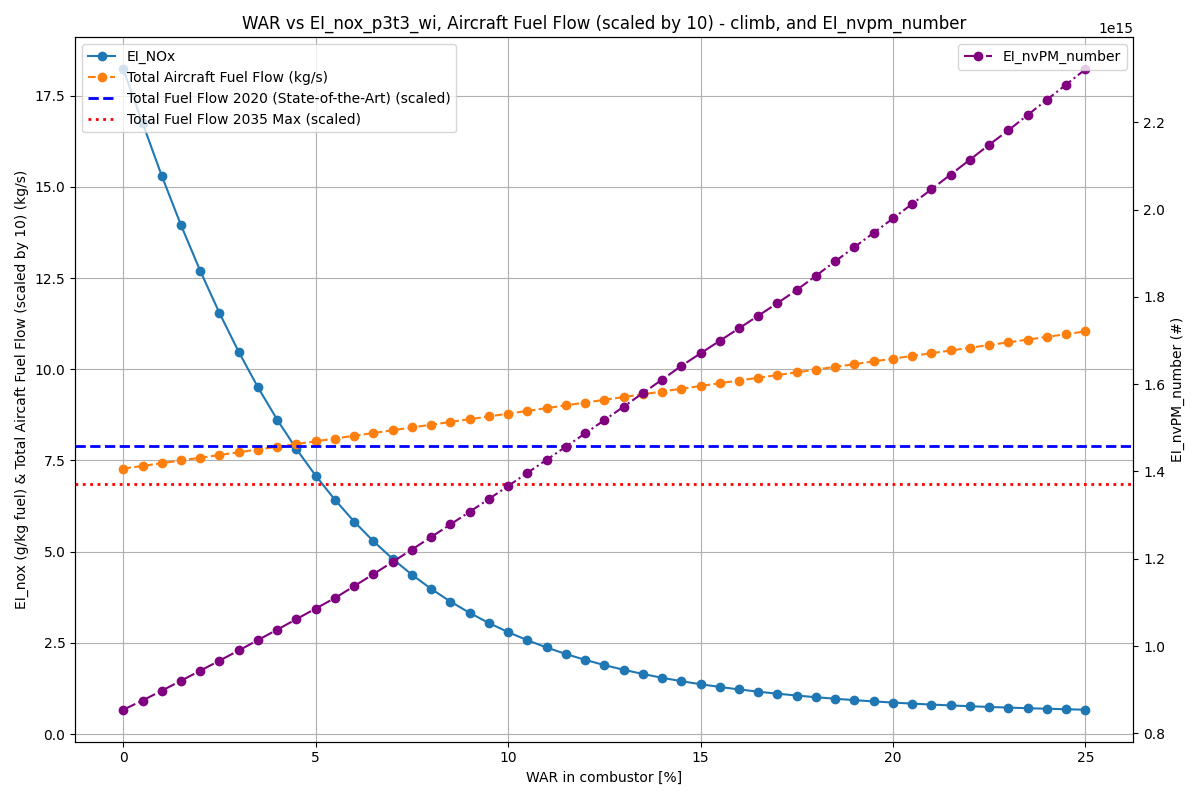 WAR vs EI_nox_p3t3_wi, Aircraft Fuel Flow (scaled by 10) - climb, and EI_nvpm_number
1e15
EI_NOx
Total Aircraft Fuel Flow (kg/s)
Total Fuel Flow 2020 (State-of-the-Art) (scaled)
Total Fuel Flow 2035 Max (scaled)
EI_nvPM_number
17.5
15.0
12.5
10.0
7.5
5.0
2.5
0.0
EI_nox (g/kg fuel) & Total Aircaft Fuel Flow (scaled by 10) (kg/s)
2.2
2.0
1.8
1.6
1.4
1.2
1.0
0.8
EI_nvPM_number (#)
0 5 10 15 20 25
WAR in combustor [%]